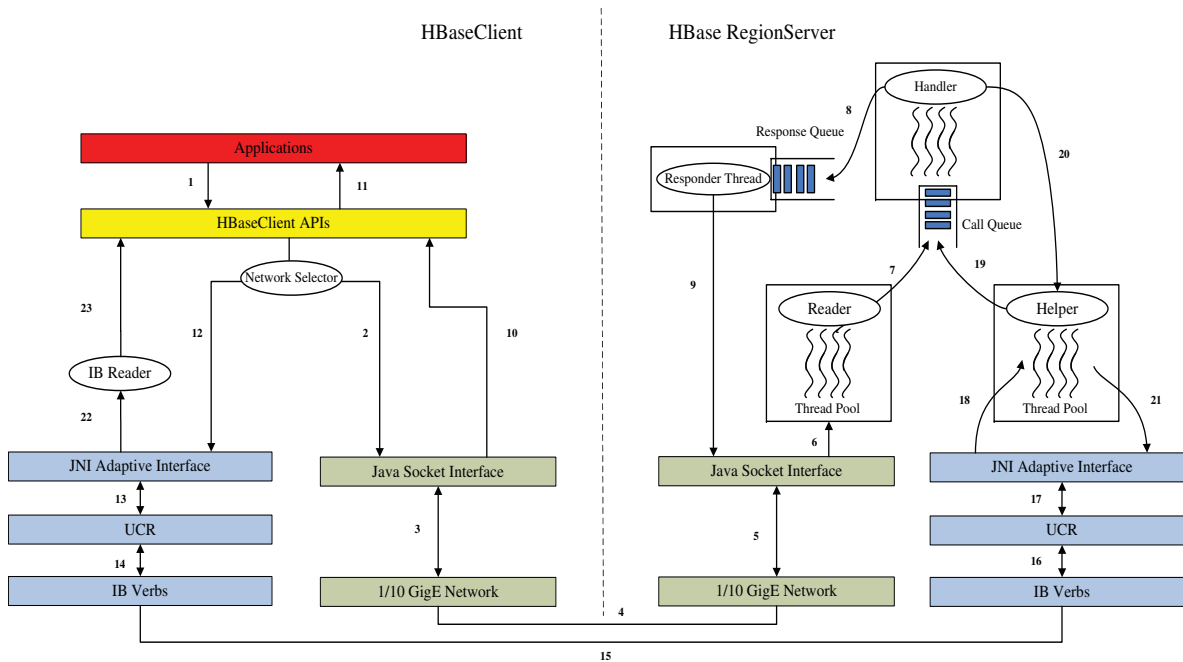 HBaseClient
HBase RegionServer
Handler
8
Response Queue
Applications
20
Responder Thread
1
11
HBaseClient APIs
Call Queue
Network Selector
7
19
9
Reader
Helper
23
12
2
10
IB Reader
18
21
Thread Pool
Thread Pool
22
6
JNI Adaptive Interface
Java Socket Interface
Java Socket Interface
JNI Adaptive Interface
13
17
UCR
3
5
UCR
14
16
IB Verbs
1/10 GigE Network
1/10 GigE Network
IB Verbs
4
15